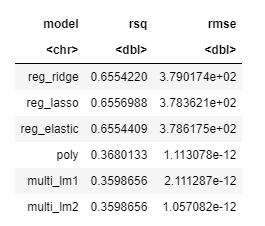 model rsq rmse
<chr> <dbl> <dbl>
reg_ridge 0.6554220 3.790174e+02
reg_lasso 0.6556988 3.783621e+02
reg_elastic 0.6554409 3.786175e+02
poly 0.3680133 1.113078e-12
multi_lm1 0.3598656 2.111287e-12
multi_lm2 0.3598656 1.057082e-12